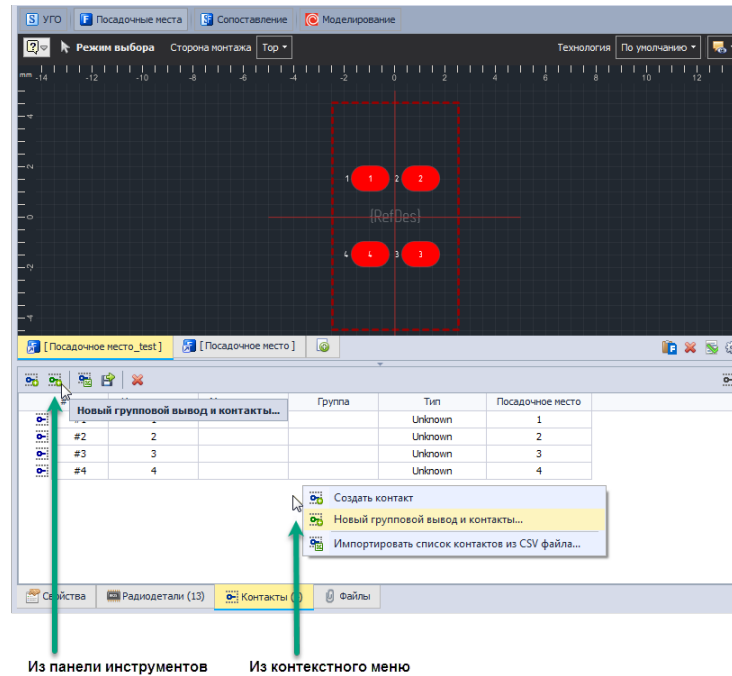 УГО Посадочные места Сопоставление Моделирование
Режим выбора Сторона монтажа Top Технология По умолчанию
mm -14 -12 -10 -8 -6 -4 -2 0 2 4 6 8 10 12
4
2
1 1 2 2
0
{RefDes}
4 4 3 3
-2
-4
[ Посадочное место_test ] [ Посадочное место ]
# Группа Тип Посадочное место
Новый групповой вывод и контакты...
Unknown 1
#2 2 Unknown 2
#3 3 Unknown 3
#4 4 Unknown 4
Создать контакт
Новый групповой вывод и контакты...
Импортировать список контактов из CSV файла...
Свойства Радиодетали (13) Контакты Файлы
Из панели инструментов Из контекстного меню